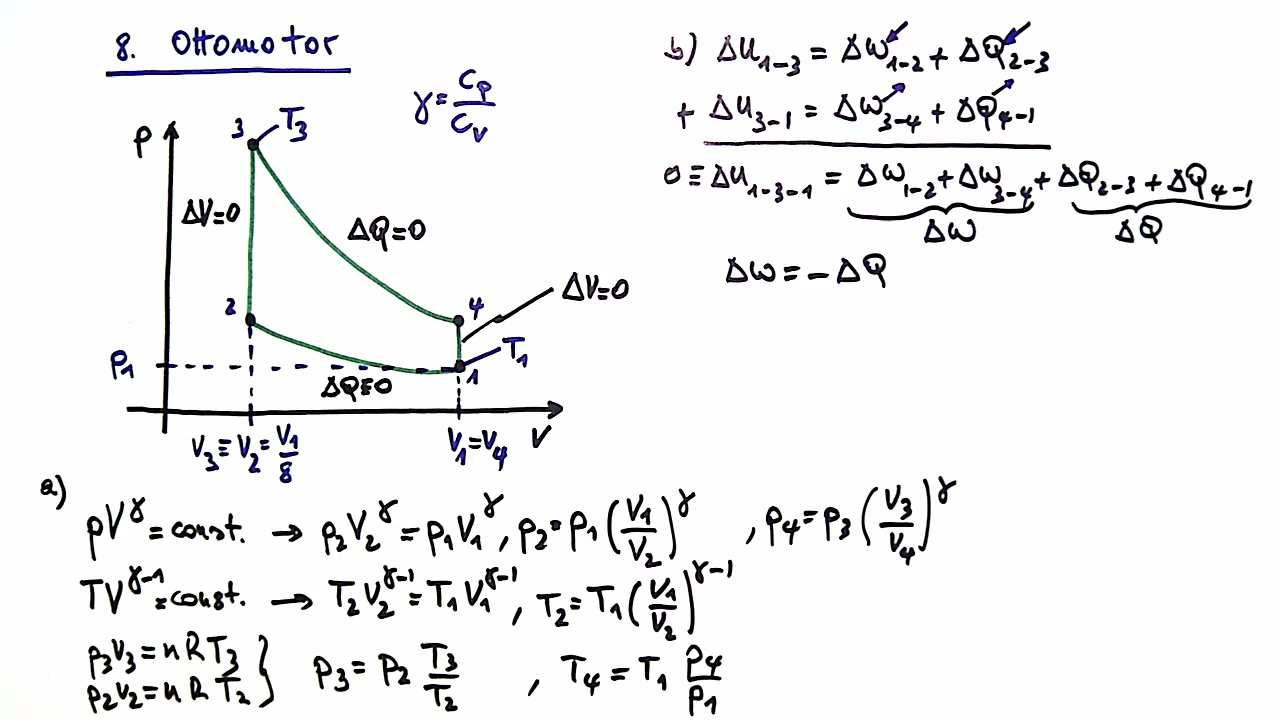 8. Ottomotor
γ = C_P / C_V
P
3
T₃
ΔV=0
ΔQ=0
2
4
ΔV=0
P₁
T₁
1
ΔQ≡0
V₃ ≡ V₂ = V₁/8
V₁=V₄
V
a)
pV^γ = const. → p₂V₂^γ = p₁V₁^γ, p₂ = p₁(V₁/V₂)^γ , p₄ = p₃(V₃/V₄)^γ
TV^(γ-1) = const. → T₂V₂^(γ-1) = T₁V₁^(γ-1), T₂ = T₁(V₁/V₂)^(γ-1)
p₃V₃ = nRT₃
p₂V₂ = nRT₂ } p₃ = p₂ T₃/T₂ , T₄ = T₁ p₄/p₁
b) ΔU₁₋₃ = ΔW₁₋₂ + ΔQ₂₋₃
+ ΔU₃₋₁ = ΔW₃₋₄ + ΔQ₄₋₁
0 ≡ ΔU₁₋₃₋₁ = ΔW₁₋₂ + ΔW₃₋₄ + ΔQ₂₋₃ + ΔQ₄₋₁
ΔW ΔQ
ΔW = −ΔQ